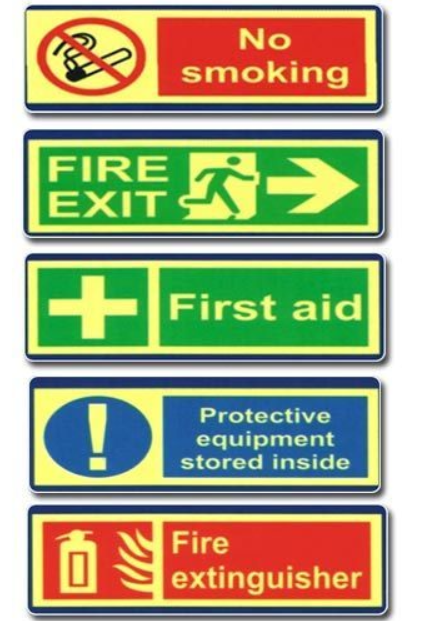 No
smoking
FIRE
EXIT
First aid
Protective
equipment
stored inside
Fire
extinguisher